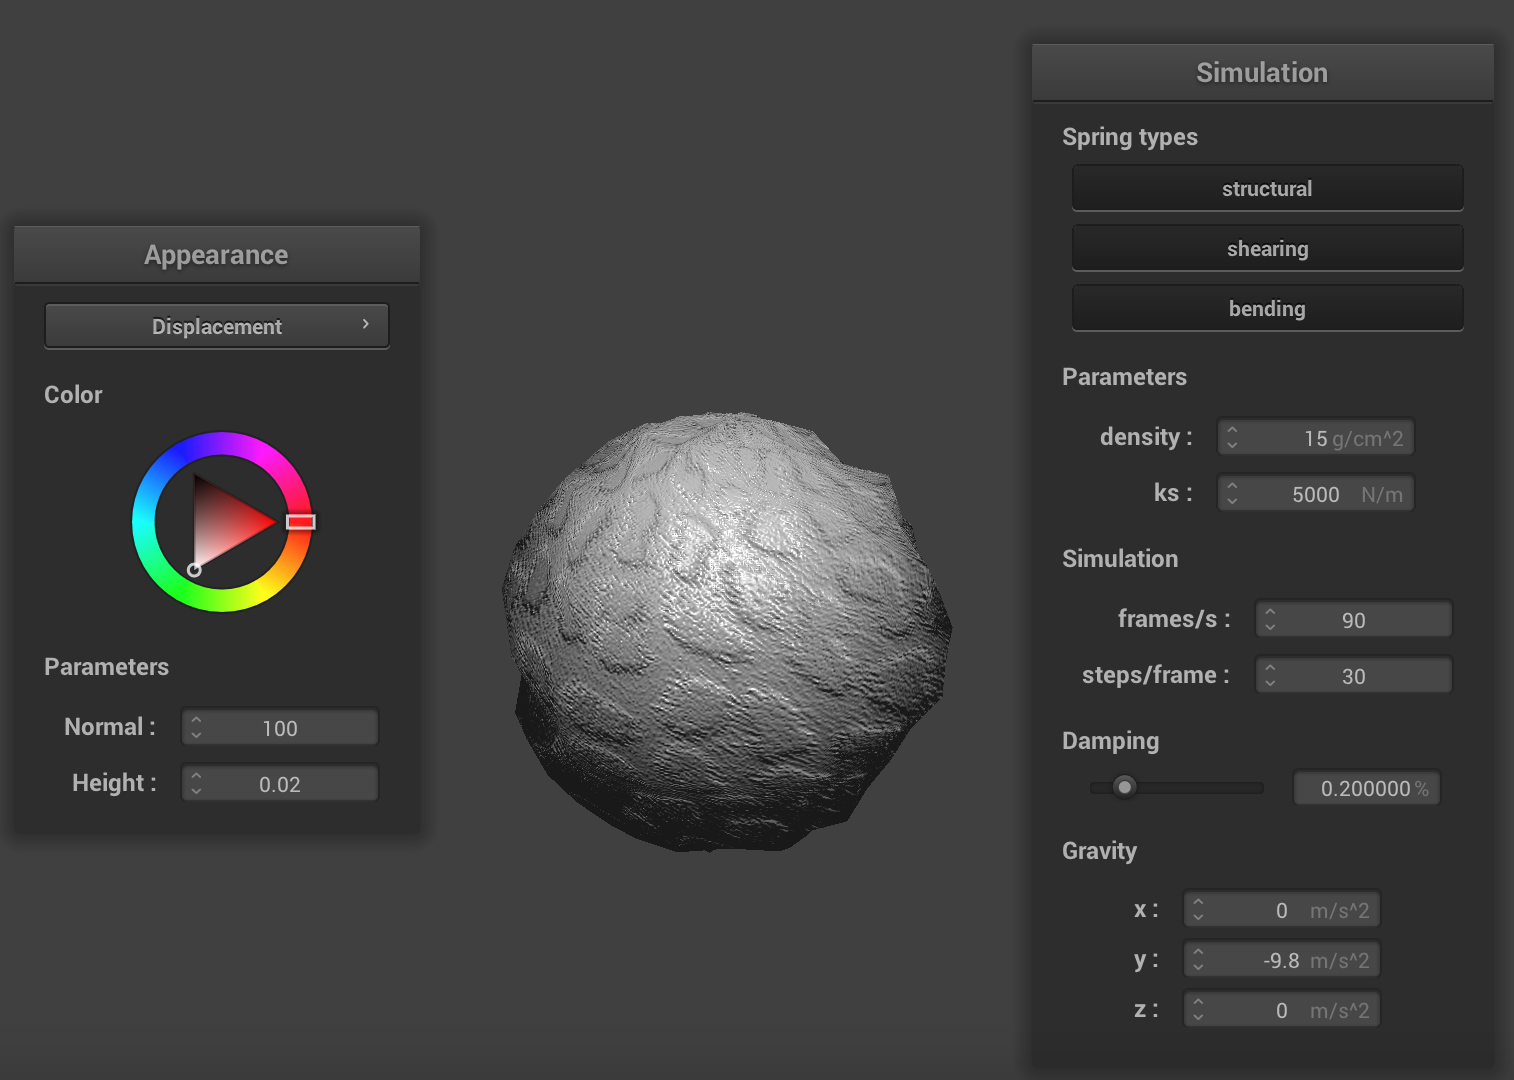 Appearance
Displacement
Color
Parameters
Normal : 100
Height : 0.02
Simulation
Spring types
structural
shearing
bending
Parameters
density : 15 g/cm^2
ks : 5000 N/m
Simulation
frames/s : 90
steps/frame : 30
Damping
0.200000 %
Gravity
x : 0 m/s^2
y : -9.8 m/s^2
z : 0 m/s^2